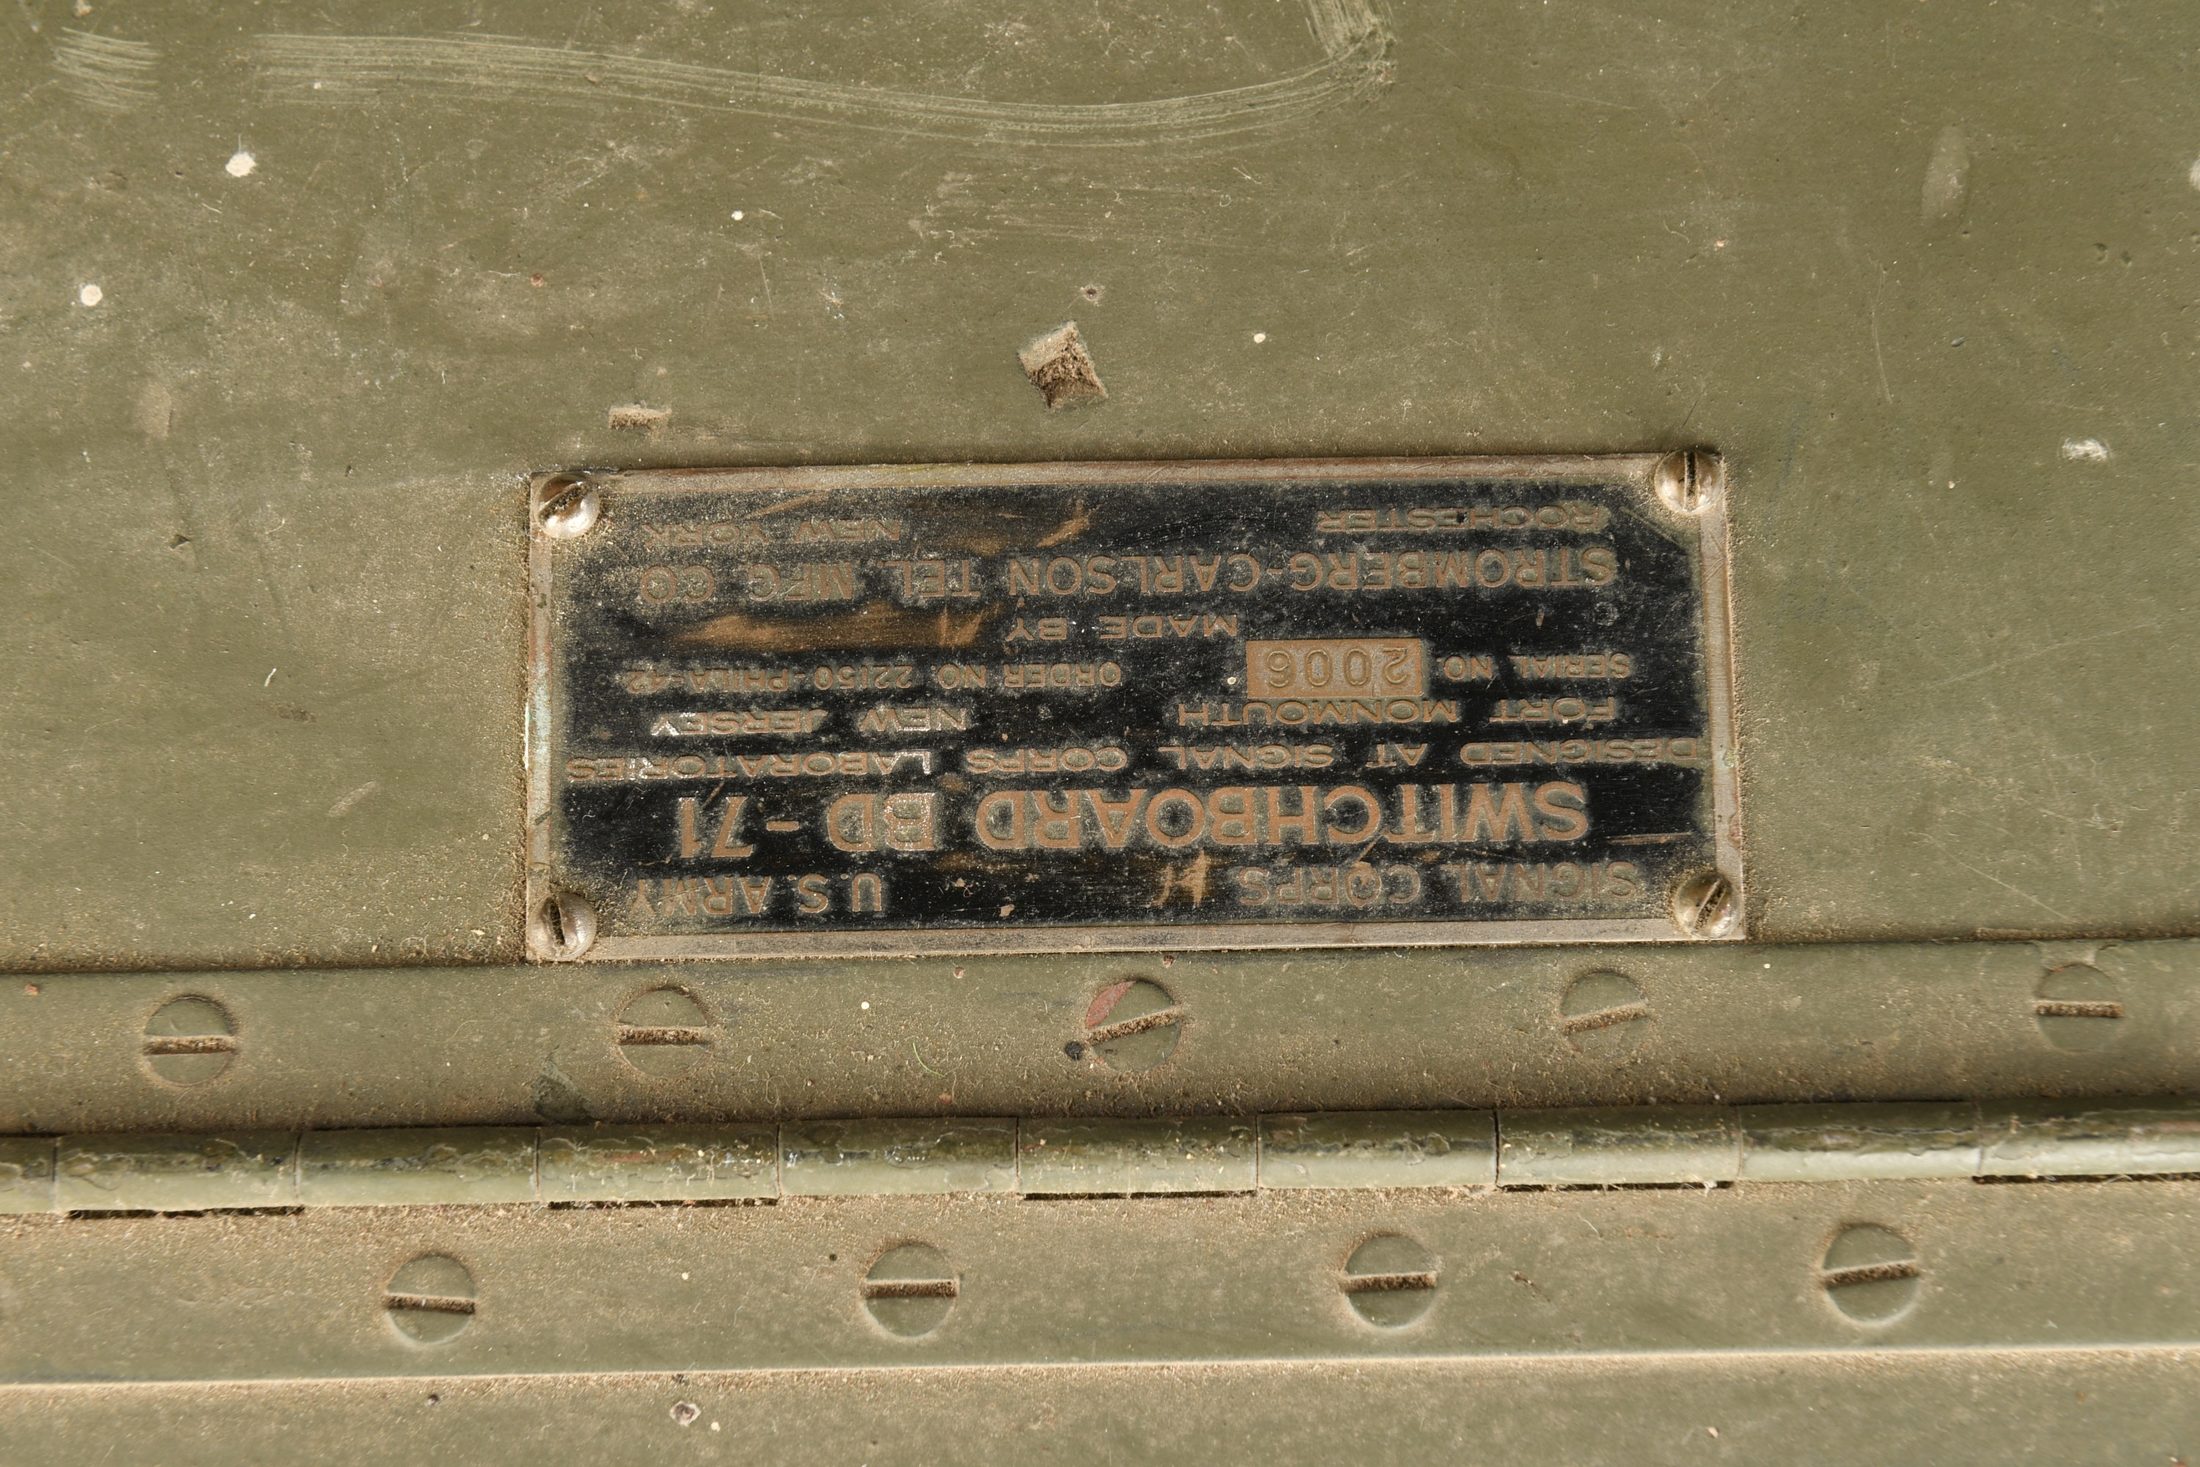 SIGNAL CORPS U.S. ARMY
SWITCHBOARD BD-71
DESIGNED AT SIGNAL CORPS LABORATORIES
FORT MONMOUTH NEW JERSEY
SERIAL NO. 2006 ORDER NO. 22150-PHILA-42
MADE BY
STROMBERG-CARLSON TEL. MFG. CO
ROCHESTER NEW YORK